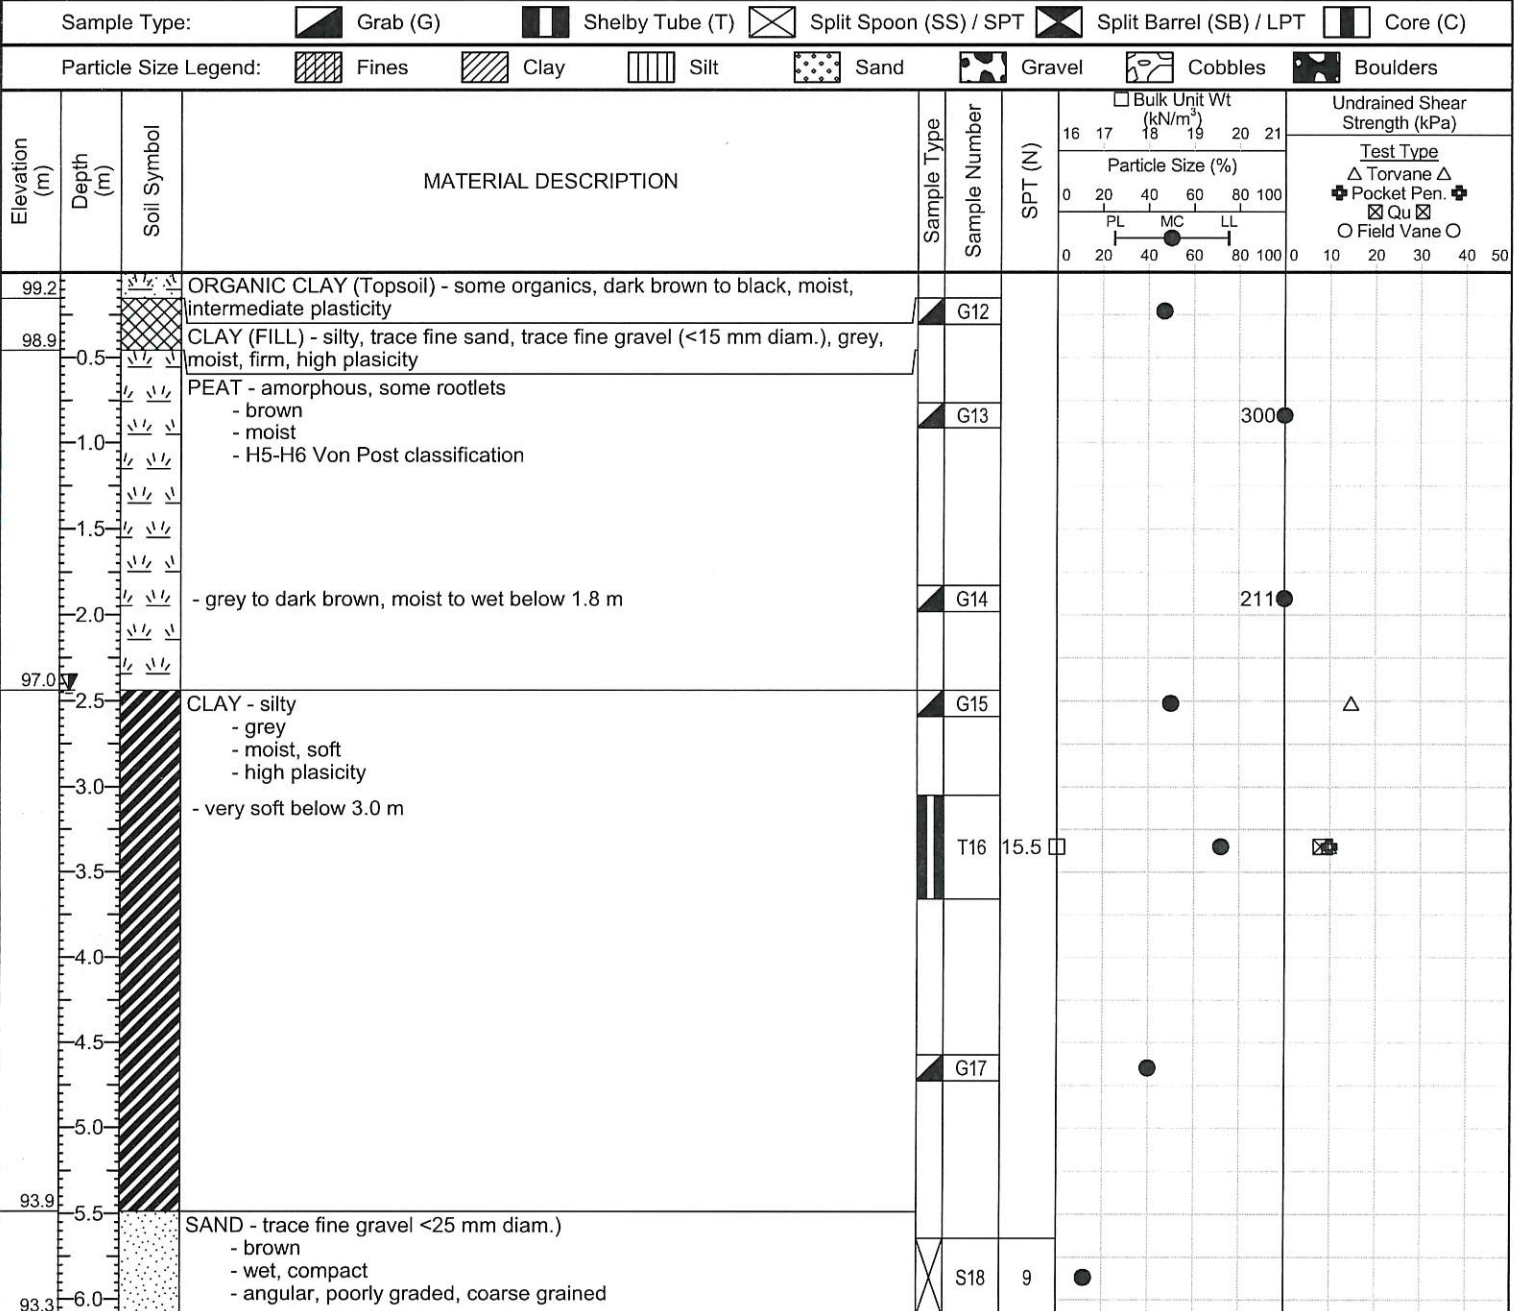 Sample Type: Grab (G) Shelby Tube (T) Split Spoon (SS) / SPT Split Barrel (SB) / LPT Core (C)
Particle Size Legend: Fines Clay Silt Sand Gravel Cobbles Boulders
Elevation (m)
Depth (m)
Soil Symbol
MATERIAL DESCRIPTION
Sample Type
Sample Number
SPT (N)
Bulk Unit Wt
(kN/m³)
16 17 18 19 20 21
Particle Size (%)
0 20 40 60 80 100
PL MC LL
0 20 40 60 80 100
Undrained Shear
Strength (kPa)
Test Type
Torvane
Pocket Pen.
Qu
Field Vane
0 10 20 30 40 50
99.2
ORGANIC CLAY (Topsoil) - some organics, dark brown to black, moist,
intermediate plasticity
G12
CLAY (FILL) - silty, trace fine sand, trace fine gravel (<15 mm diam.), grey,
98.9
moist, firm, high plasicity
0.5
PEAT - amorphous, some rootlets
- brown
G13
300
- moist
1.0
- H5-H6 Von Post classification
1.5
- grey to dark brown, moist to wet below 1.8 m
G14
211
2.0
97.0
2.5
CLAY - silty
G15
- grey
- moist, soft
- high plasicity
3.0
- very soft below 3.0 m
T16
15.5
3.5
4.0
4.5
G17
5.0
93.9
5.5
SAND - trace fine gravel <25 mm diam.)
- brown
- wet, compact
S18
9
- angular, poorly graded, coarse grained
93.3
6.0